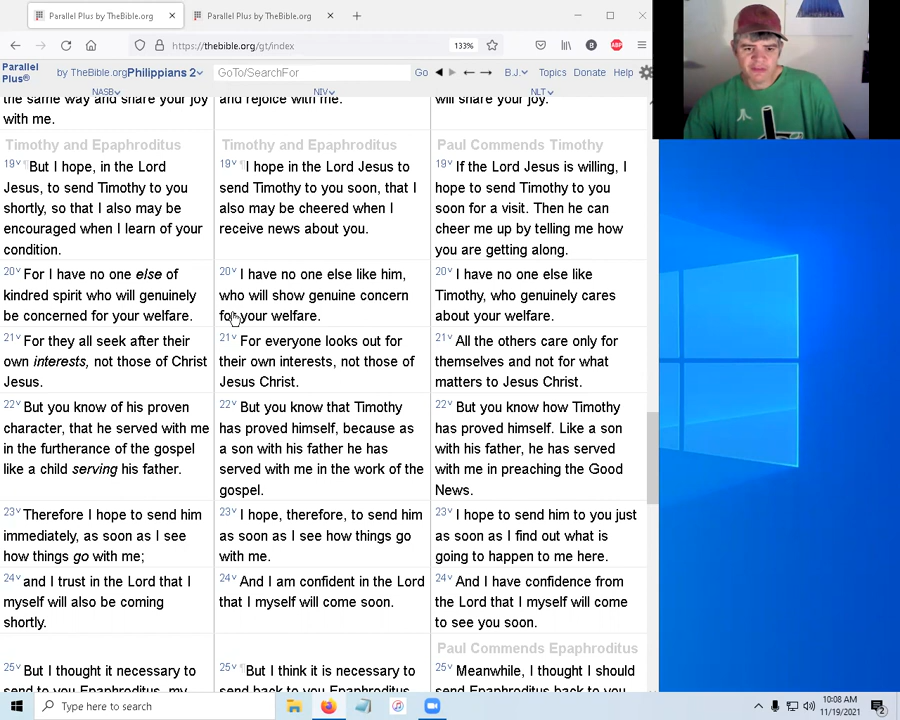 Parallel Plus by TheBible.org
Parallel Plus by TheBible.org
https://thebible.org/gt/index
133%
Parallel Plus®
by TheBible.org
Philippians 2
GoTo/SearchFor
Go
B.J.
Topics
Donate
Help
NASB
NIV
NLT
the same way and share your joy
with me.
Timothy and Epaphroditus
19 But I hope, in the Lord
Jesus, to send Timothy to you
shortly, so that I also may be
encouraged when I learn of your
condition.
20 For I have no one else of
kindred spirit who will genuinely
be concerned for your welfare.
21 For they all seek after their
own interests, not those of Christ
Jesus.
22 But you know of his proven
character, that he served with me
in the furtherance of the gospel
like a child serving his father.
23 Therefore I hope to send him
immediately, as soon as I see
how things go with me;
24 and I trust in the Lord that I
myself will also be coming
shortly.
25 But I thought it necessary to
send to you Epaphroditus, my
and rejoice with me.
Timothy and Epaphroditus
19 ¶I hope in the Lord Jesus to
send Timothy to you soon, that I
also may be cheered when I
receive news about you.
20 I have no one else like him,
who will show genuine concern
for your welfare.
21 For everyone looks out for
their own interests, not those of
Jesus Christ.
22 But you know that Timothy
has proved himself, because as
a son with his father he has
served with me in the work of the
gospel.
23 I hope, therefore, to send him
as soon as I see how things go
with me.
24 And I am confident in the Lord
that I myself will come soon.
25 ¶But I think it is necessary to
send back to you Epaphroditus,
will share your joy.
Paul Commends Timothy
19 If the Lord Jesus is willing, I
hope to send Timothy to you
soon for a visit. Then he can
cheer me up by telling me how
you are getting along.
20 I have no one else like
Timothy, who genuinely cares
about your welfare.
21 All the others care only for
themselves and not for what
matters to Jesus Christ.
22 But you know how Timothy
has proved himself. Like a son
with his father, he has served
with me in preaching the Good
News.
23 I hope to send him to you just
as soon as I find out what is
going to happen to me here.
24 And I have confidence from
the Lord that I myself will come
to see you soon.
Paul Commends Epaphroditus
25 Meanwhile, I thought I should
send Epaphroditus back to you.
Type here to search
10:08 AM
11/19/2021